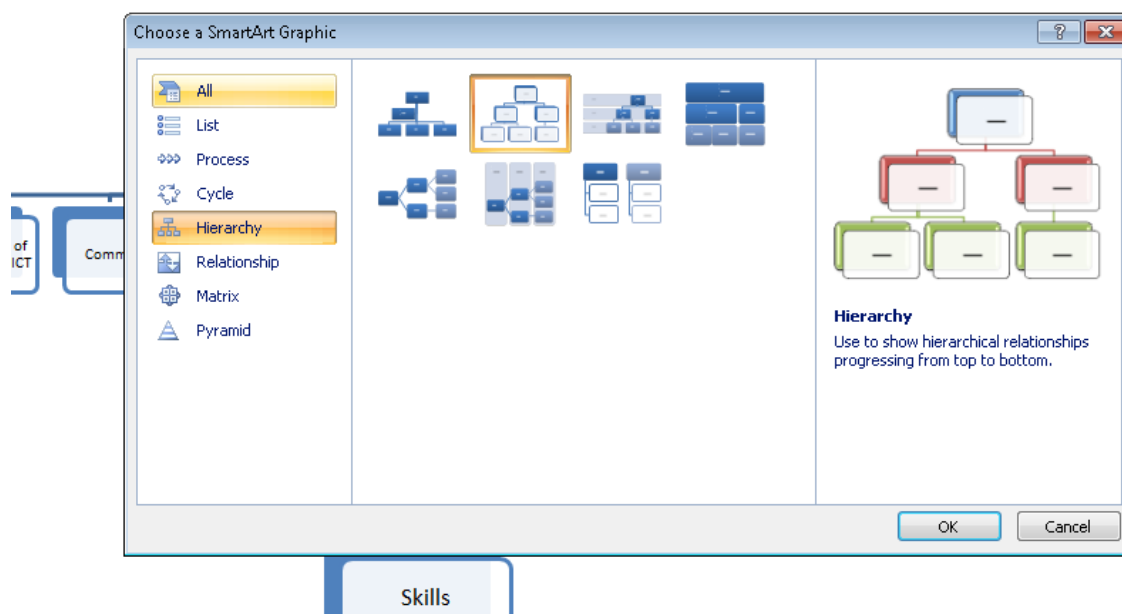 Choose a SmartArt Graphic
All
List
Process
Cycle
Hierarchy
Relationship
Matrix
Pyramid
Hierarchy
Use to show hierarchical relationships
progressing from top to bottom.
OK
Cancel
of
ICT
Comm
Skills